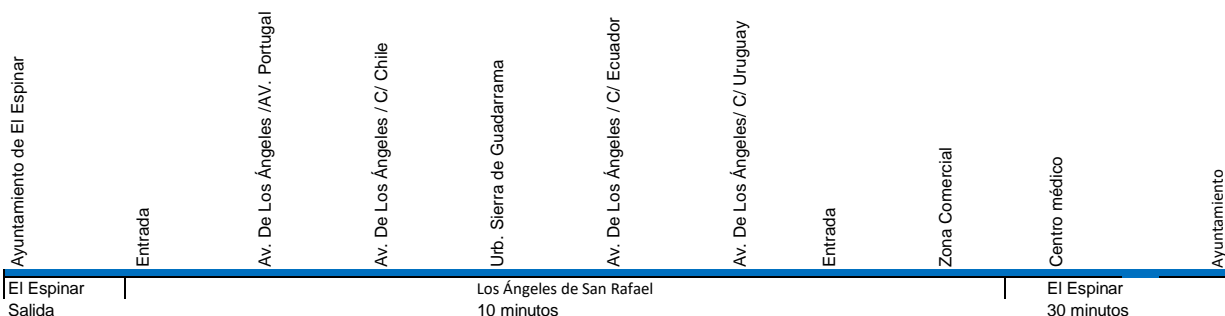 Ayuntamiento de El Espinar
Entrada
Av. De Los Ángeles /AV. Portugal
Av. De Los Ángeles / C/ Chile
Urb. Sierra de Guadarrama
Av. De Los Ángeles / C/ Ecuador
Av. De Los Ángeles/ C/ Uruguay
Entrada
Zona Comercial
Centro médico
Ayuntamiento
El Espinar
Los Ángeles de San Rafael
El Espinar
Salida
10 minutos
30 minutos